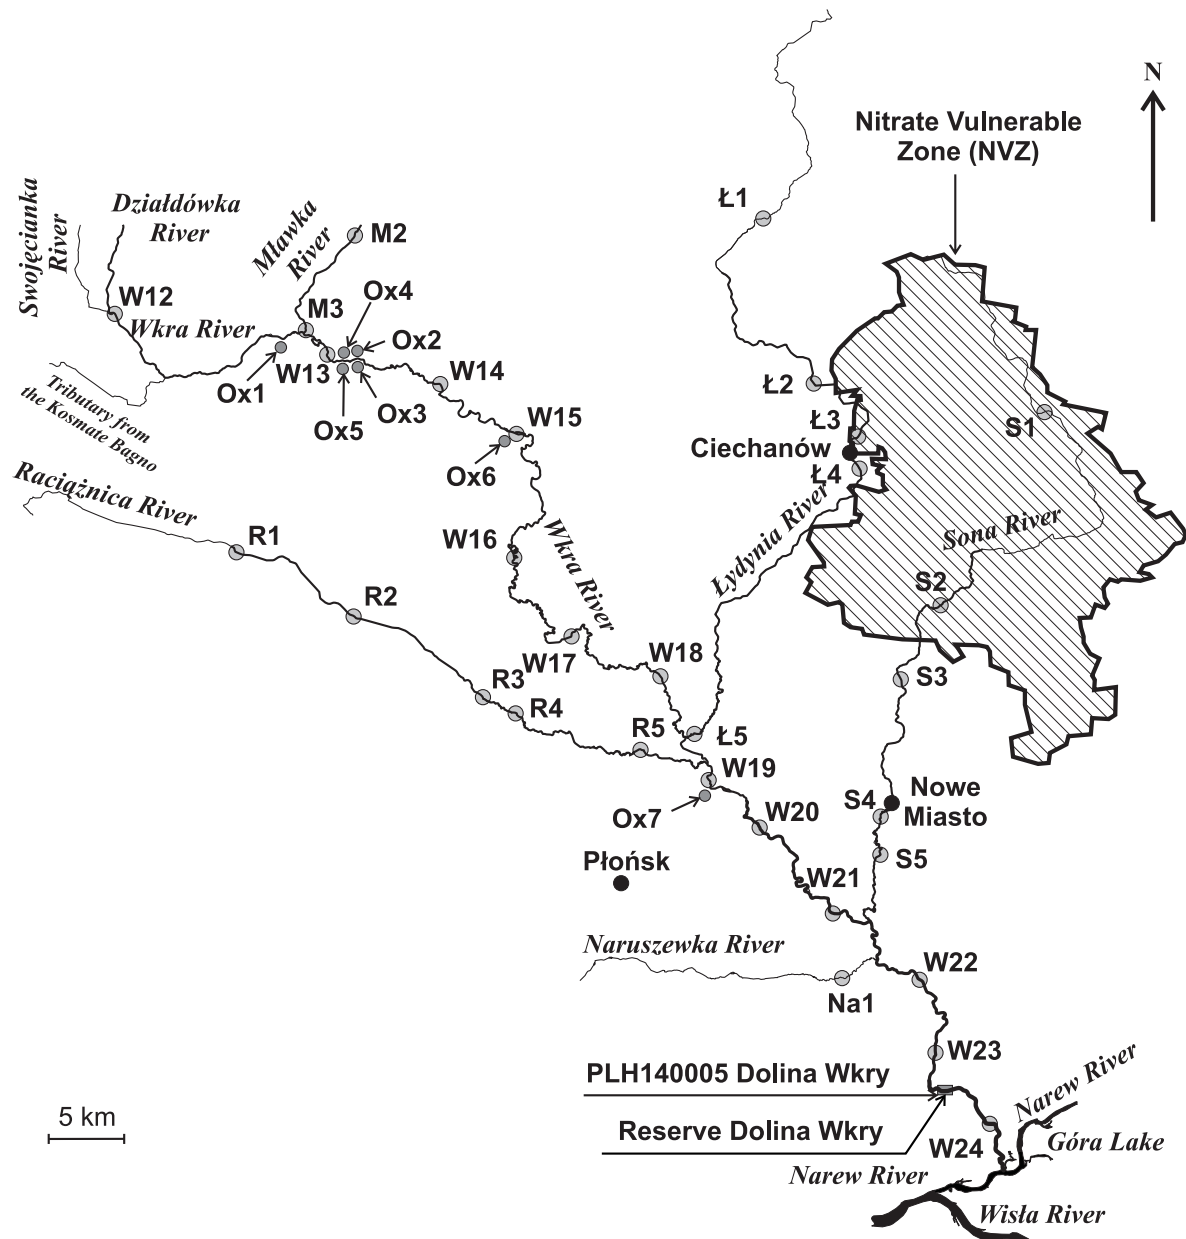 N
Nitrate Vulnerable
Zone (NVZ)
Ł1
Swojęcianka
River
Działdówka
River
Mławka
River
M2
W12
Wkra River
M3
Ox4
Ox2
Ox1
W13
Ox5
Ox3
W14
Tributary from
the Kosmate Bagno
W15
Ox6
Ł2
Ł3
Ciechanów
Ł4
S1
Raciążnica River
R1
W16
Wkra River
Łydynia River
Sona River
R2
S2
W17
W18
R3
R4
S3
R5
Ł5
W19
Ox7
W20
S4
Nowe
Miasto
S5
Płońsk
W21
Naruszewka River
Na1
W22
W23
PLH140005 Dolina Wkry
Reserve Dolina Wkry
5 km
W24
Narew River
Góra Lake
Narew River
Wisła River